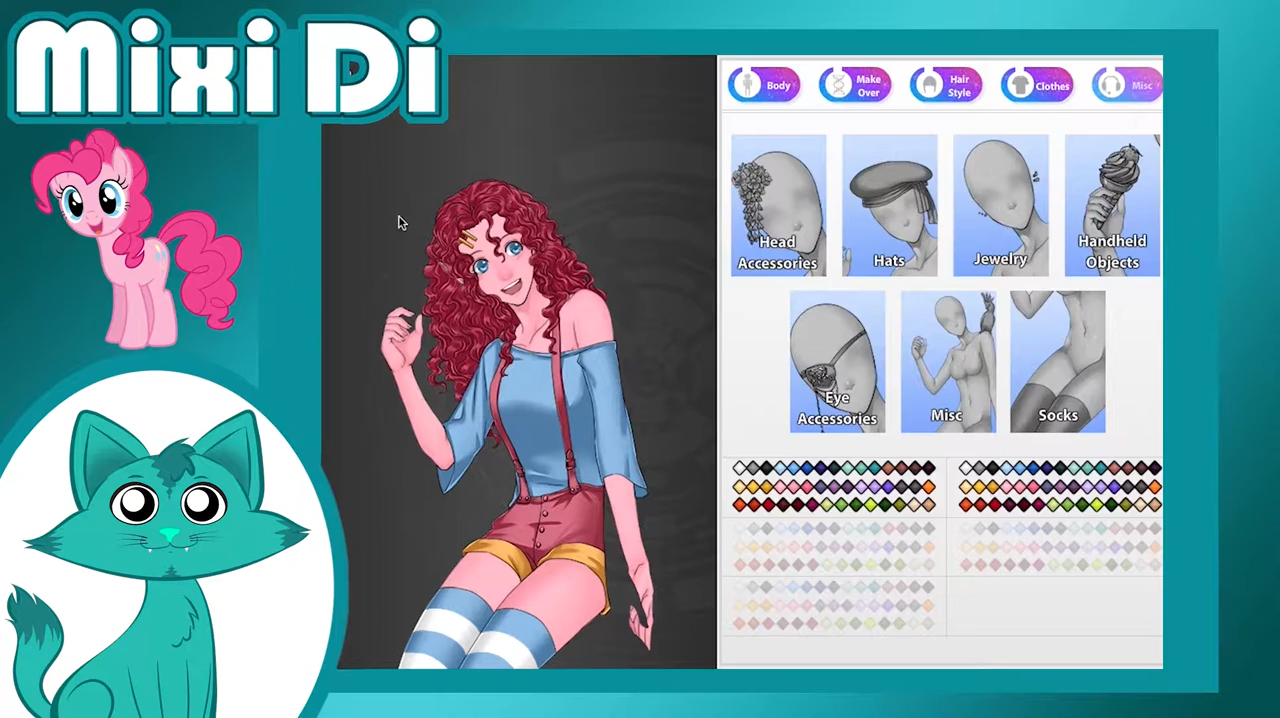 Mixi Di
Body
Make
Over
Hair
Style
Clothes
Misc
Head
Accessories
Hats
Jewelry
Handheld
Objects
Eye
Accessories
Misc
Socks